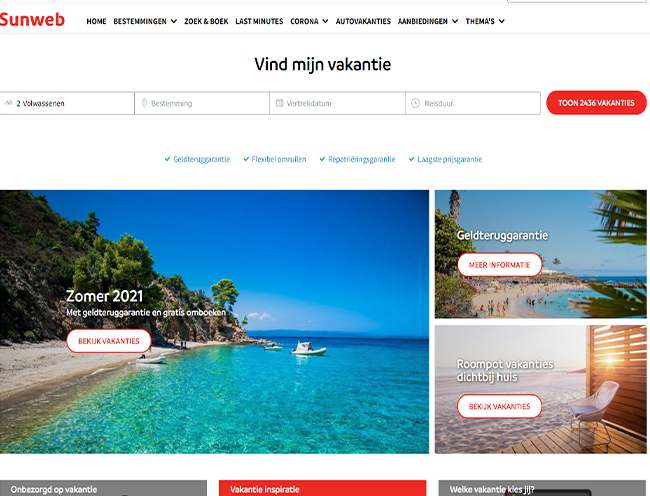 Sunweb
HOME BESTEMMINGEN ZOEK & BOEK LAST MINUTES CORONA AUTOVAKANTIE AANBIEDINGEN THEMA'S
Vind mijn vakantie
2 Volwassenen Bestemming Vertrekdatum Reisduur TOON 2436 VAKANTIES
Geldteruggarantie Flexibel omruilen Repatriëringsgarantie Laagste prijsgarantie
Zomer 2021
Met geldteruggarantie en gratis omboeken
BEKIJK VAKANTIES
Geldteruggarantie
MEER INFORMATIE
Roompot vakanties
dichtbij huis
BEKIJK VAKANTIES
Onbezorgd op vakantie Vakantie inspiratie Welke vakantie kies jij?